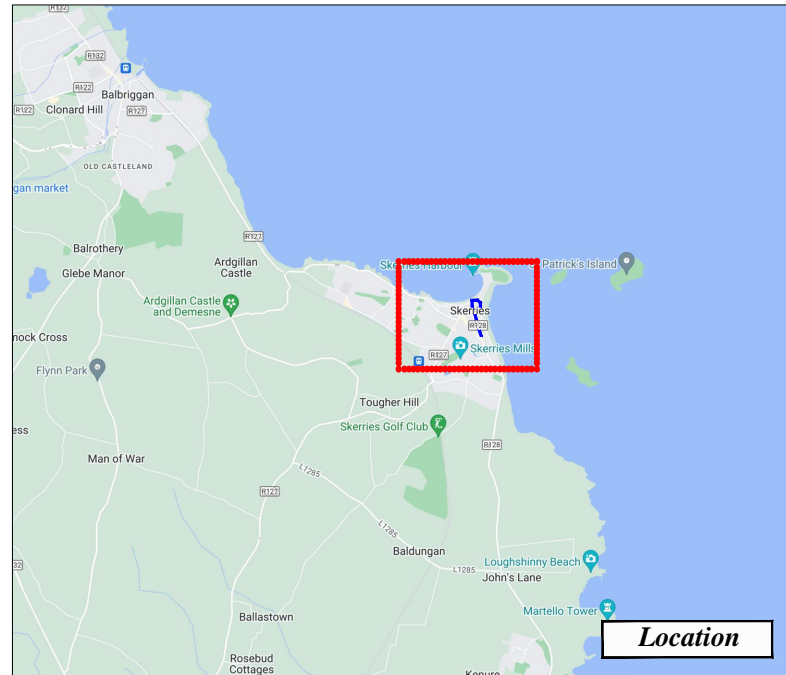 R132
R132
Balbriggan
R122
Clonard Hill
R127
R122
OLD CASTLELAND
gan market
R127
Balrothery
Ardgillan
Castle
Glebe Manor
Skerries Harbour
St Patrick's Island
Ardgillan Castle
and Demesne
Skerries
R128
nock Cross
Skerries Mills
R127
Flynn Park
Tougher Hill
Skerries Golf Club
ess
R128
Man of War
L1285
R127
L1285
Baldungan
Loughshinny Beach
L1285
John's Lane
32
Martello Tower
Ballastown
Location
Rosebud
Cottages
Kenure